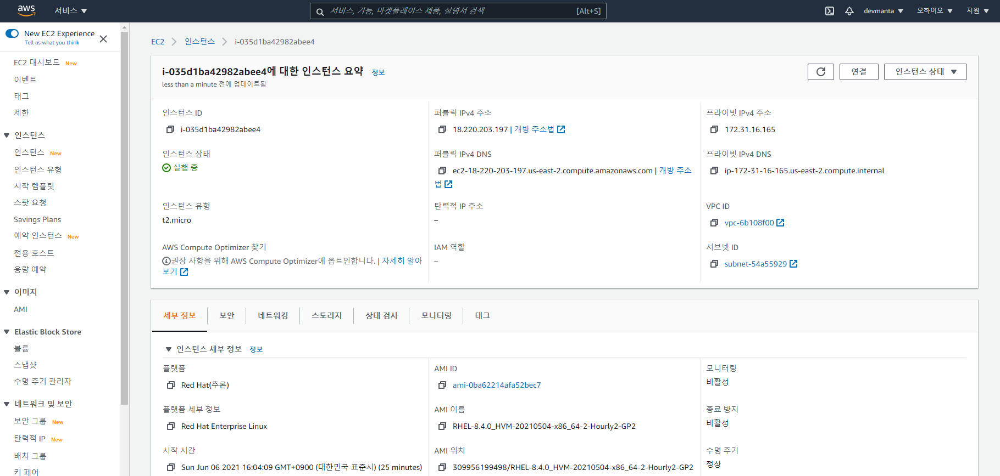 aws
서비스
서비스, 기능, 마켓플레이스 제품, 설명서 검색
[Alt+S]
devmanta
오하이오
지원
New EC2 Experience
Tell us what you think
EC2 대시보드 New
이벤트
태그
제한
인스턴스
인스턴스 New
인스턴스 유형
시작 템플릿
스팟 요청
Savings Plans
예약 인스턴스 New
전용 호스트
용량 예약
이미지
AMI
Elastic Block Store
볼륨
스냅샷
수명 주기 관리자
네트워크 및 보안
보안 그룹 New
탄력적 IP New
배치 그룹
키 페어
EC2 > 인스턴스 > i-035d1ba42982abee4
i-035d1ba42982abee4에 대한 인스턴스 요약 정보
less than a minute 전에 업데이트됨
연결
인스턴스 상태
인스턴스 ID
i-035d1ba42982abee4
퍼블릭 IPv4 주소
18.220.203.197 | 개방 주소법
프라이빗 IPv4 주소
172.31.16.165
인스턴스 상태
실행 중
퍼블릭 IPv4 DNS
ec2-18-220-203-197.us-east-2.compute.amazonaws.com | 개방 주소
법
프라이빗 IPv4 DNS
ip-172-31-16-165.us-east-2.compute.internal
인스턴스 유형
t2.micro
탄력적 IP 주소
–
VPC ID
vpc-6b108f00
AWS Compute Optimizer 찾기
권장 사항을 위해 AWS Compute Optimizer에 옵트인합니다. | 자세히 알아
보기
IAM 역할
–
서브넷 ID
subnet-54a55929
세부 정보
보안
네트워킹
스토리지
상태 검사
모니터링
태그
인스턴스 세부 정보 정보
플랫폼
Red Hat(추론)
AMI ID
ami-0ba62214afa52bec7
모니터링
비활성
플랫폼 세부 정보
Red Hat Enterprise Linux
AMI 이름
RHEL-8.4.0_HVM-20210504-x86_64-2-Hourly2-GP2
종료 방지
비활성
시작 시간
Sun Jun 06 2021 16:04:09 GMT+0900 (대한민국 표준시) (25 minutes)
AMI 위치
309956199498/RHEL-8.4.0_HVM-20210504-x86_64-2-Hourly2-GP2
수명 주기
정상